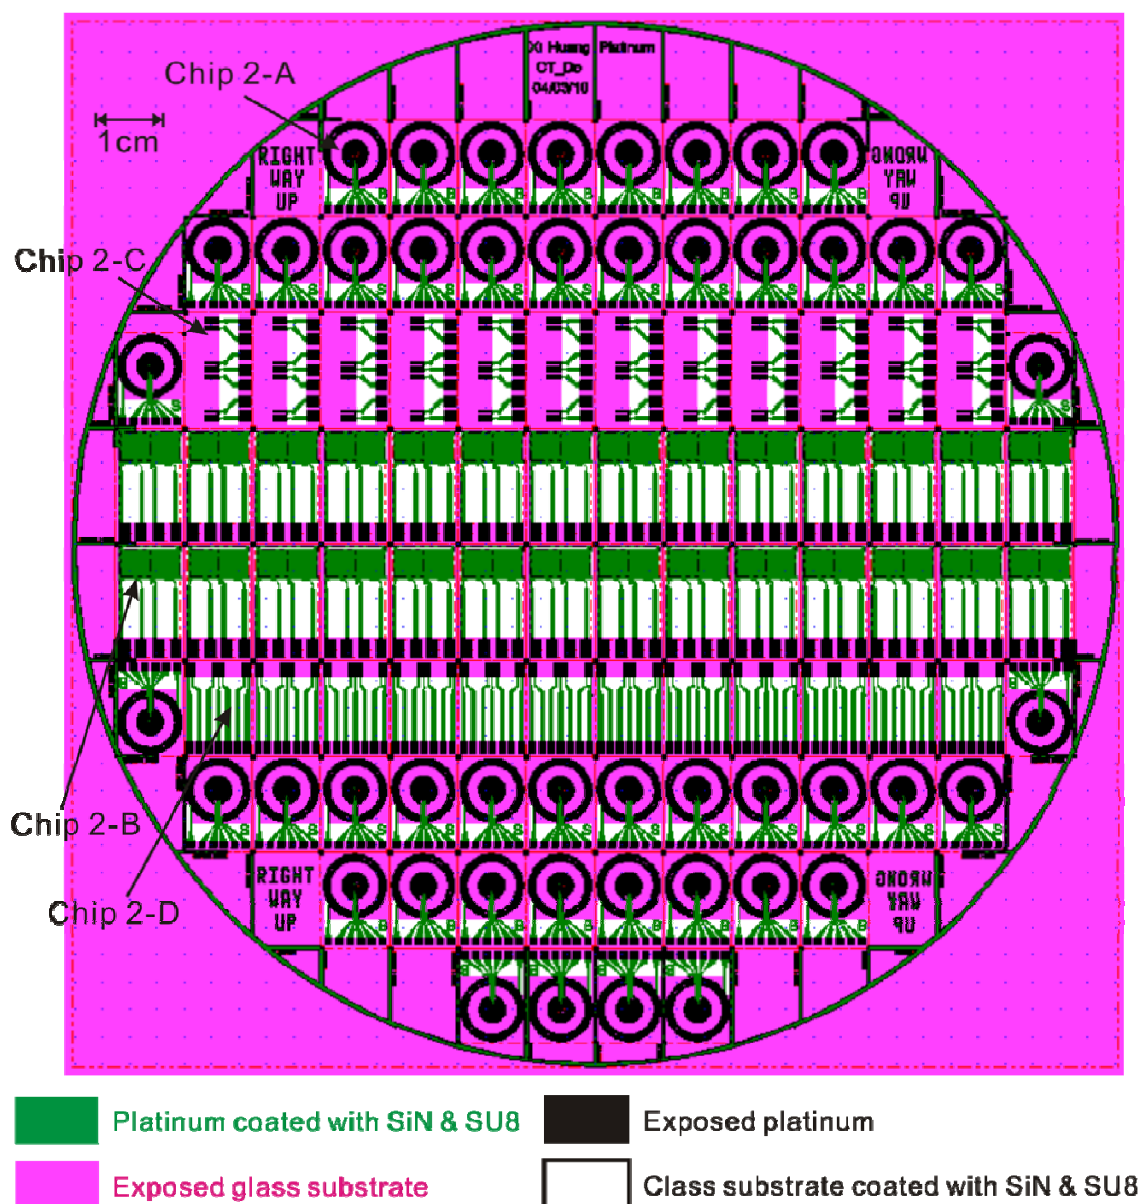 XI Huang Platinum
CT_Do
04/03/10
Chip 2-A
1cm
RIGHT
WAY
UP
WRONG
WAY
UP
Chip 2-C
Chip 2-B
Chip 2-D
RIGHT
WAY
UP
WRONG
WAY
UP
Platinum coated with SiN & SU8
Exposed platinum
Exposed glass substrate
Class substrate coated with SiN & SU8